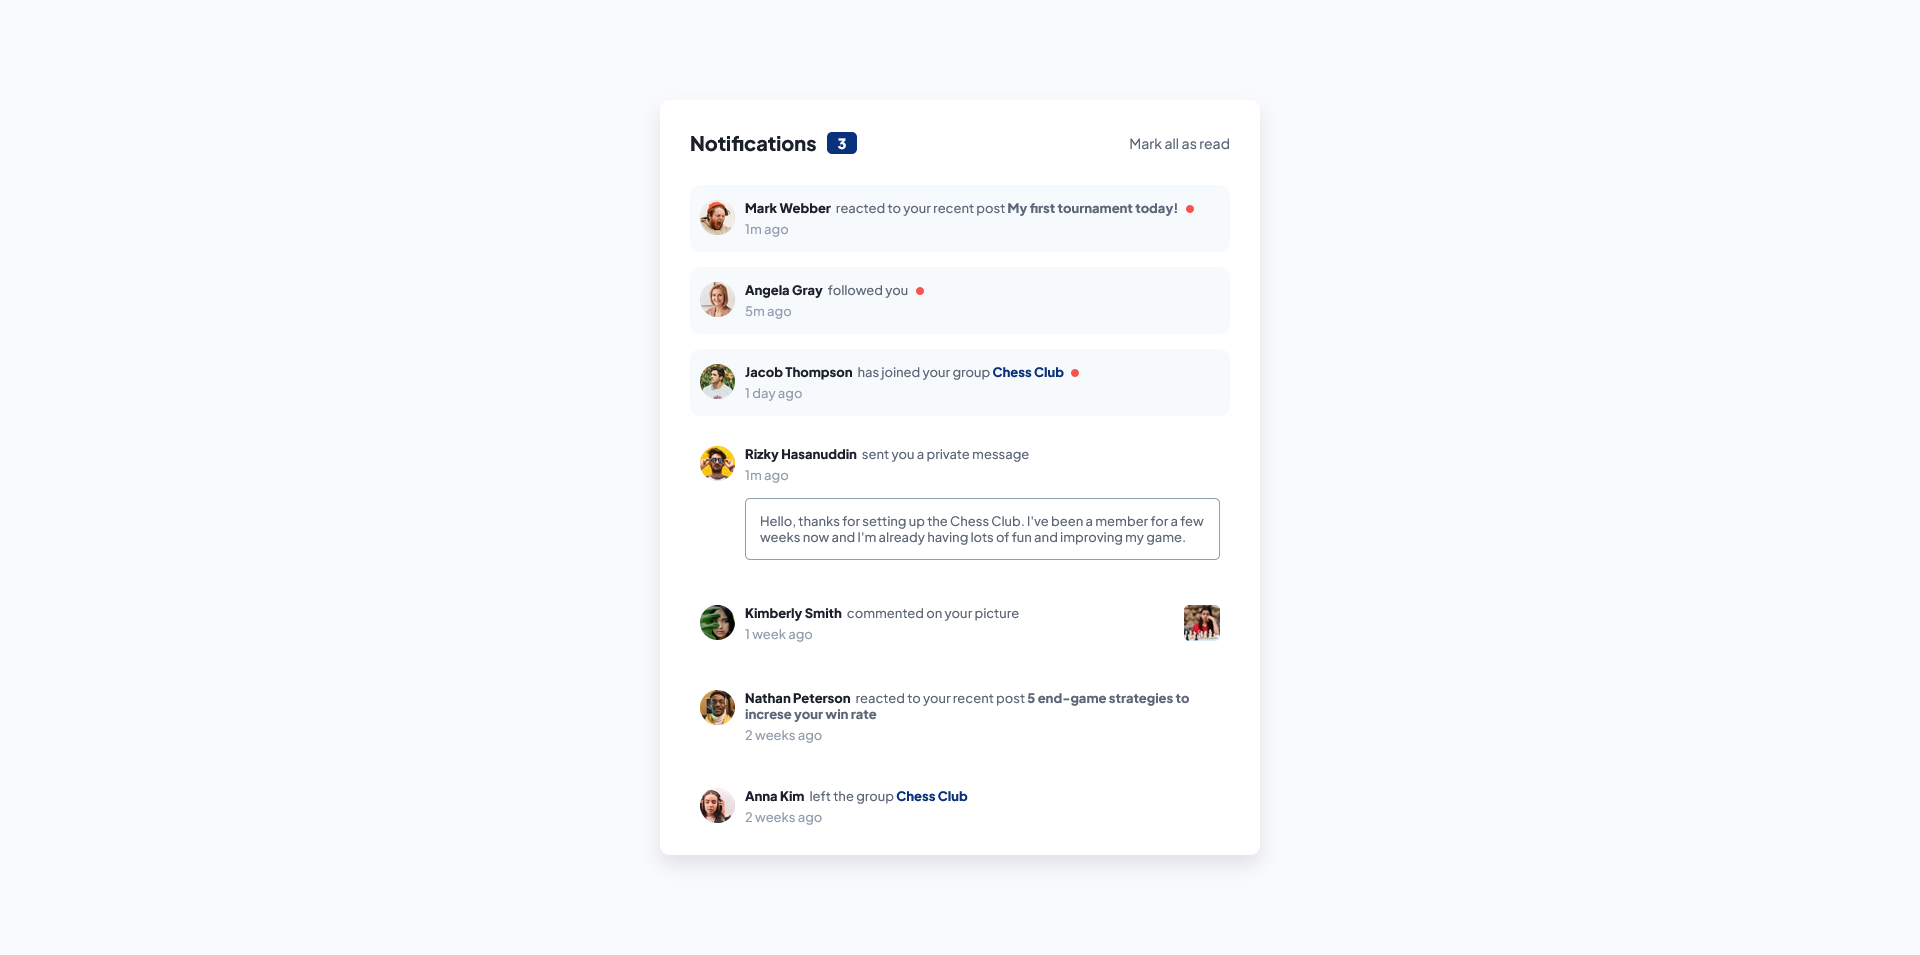 Notifications 3 Mark all as read
Mark Webber reacted to your recent post My first tournament today!
1m ago
Angela Gray followed you
5m ago
Jacob Thompson has joined your group Chess Club
1 day ago
Rizky Hasanuddin sent you a private message
1m ago
Hello, thanks for setting up the Chess Club. I've been a member for a few
weeks now and I'm already having lots of fun and improving my game.
Kimberly Smith commented on your picture
1 week ago
Nathan Peterson reacted to your recent post 5 end-game strategies to
increse your win rate
2 weeks ago
Anna Kim left the group Chess Club
2 weeks ago